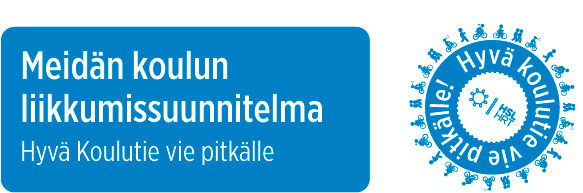 Meidän koulun
liikkumissuunnitelma
Hyvä Koulutie vie pitkälle
Hyvä koulutie vie pitkälle!
HSL
HRT